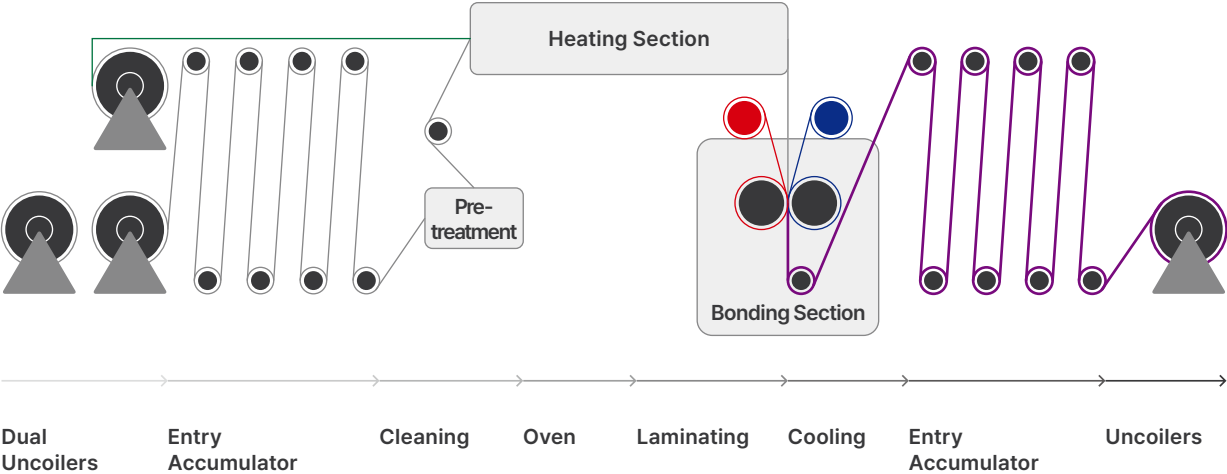 Heating Section
Pre-
treatment
Bonding Section
Dual
Uncoilers
Entry
Accumulator
Cleaning
Oven
Laminating
Cooling
Entry
Accumulator
Uncoilers